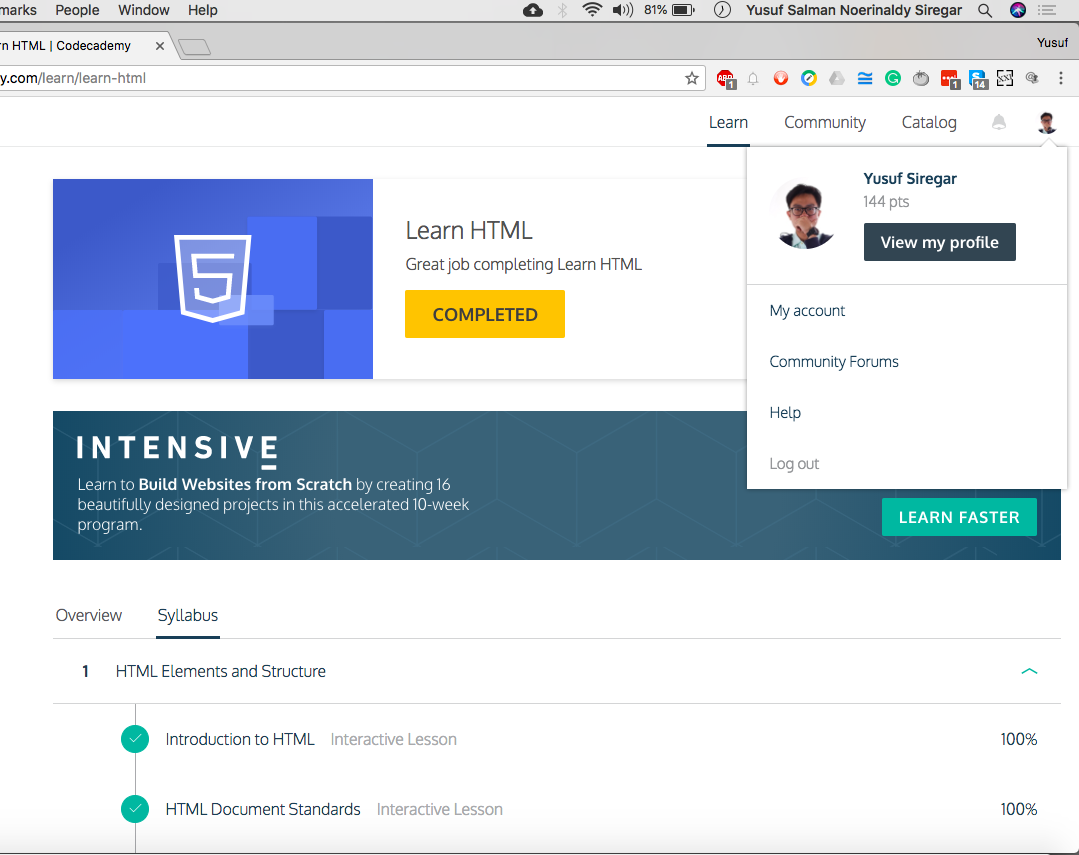 marks People Window Help 81% Yusuf Salman Noerinaldy Siregar
rn HTML | Codecademy
Yusuf
y.com/learn/learn-html
ABP 1 1 14
Learn Community Catalog
Yusuf Siregar
144 pts
View my profile
My account
Community Forums
Help
Log out
Learn HTML
Great job completing Learn HTML
COMPLETED
INTENSIVE
Learn to Build Websites from Scratch by creating 16
beautifully designed projects in this accelerated 10-week
program.
LEARN FASTER
Overview Syllabus
1 HTML Elements and Structure
Introduction to HTML Interactive Lesson 100%
HTML Document Standards Interactive Lesson 100%